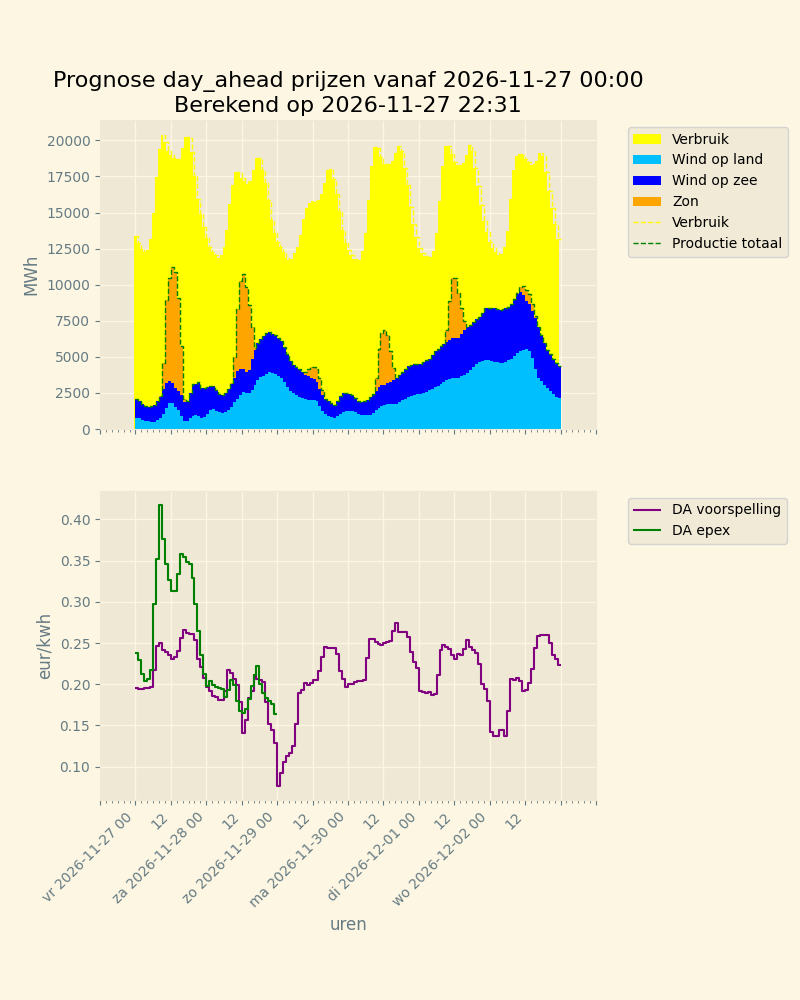 Prognose day_ahead prijzen vanaf 2026-11-27 00:00
Berekend op 2026-11-27 22:31
MWh
20000
17500
15000
12500
10000
7500
5000
2500
0
Verbruik
Wind op land
Wind op zee
Zon
Verbruik
Productie totaal
eur/kwh
0.40
0.35
0.30
0.25
0.20
0.15
0.10
DA voorspelling
DA epex
vr 2026-11-27 00
12
za 2026-11-28 00
12
zo 2026-11-29 00
12
ma 2026-11-30 00
12
di 2026-12-01 00
12
wo 2026-12-02 00
12
uren